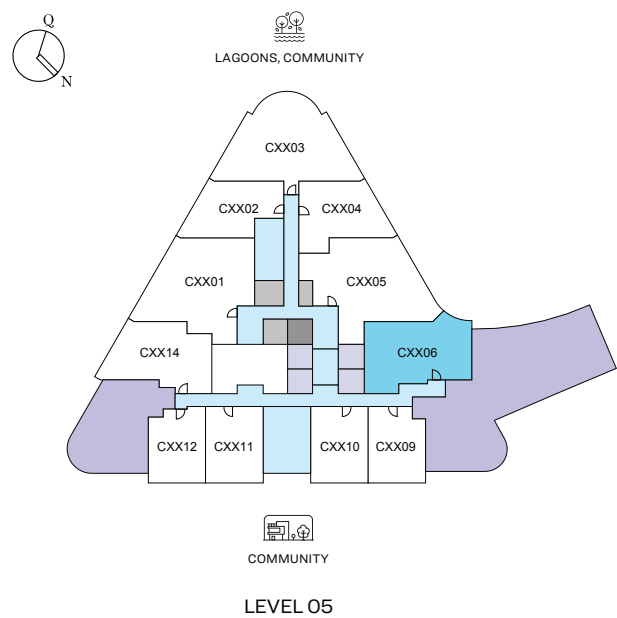 Q
N
LAGOONS, COMMUNITY
CXX03
CXX02
CXX04
CXX01
CXX05
CXX14
CXX06
CXX12
CXX11
CXX10
CXX09
COMMUNITY
LEVEL 05